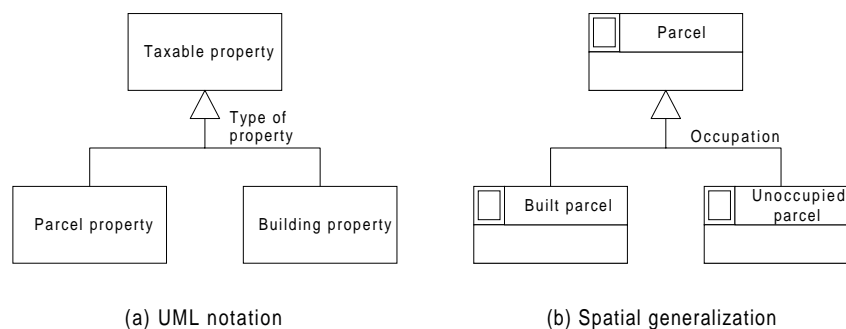 Taxable property
Type of
property
Parcel property
Building property
(a) UML notation
Parcel
Occupation
Built parcel
Unoccupied
parcel
(b) Spatial generalization